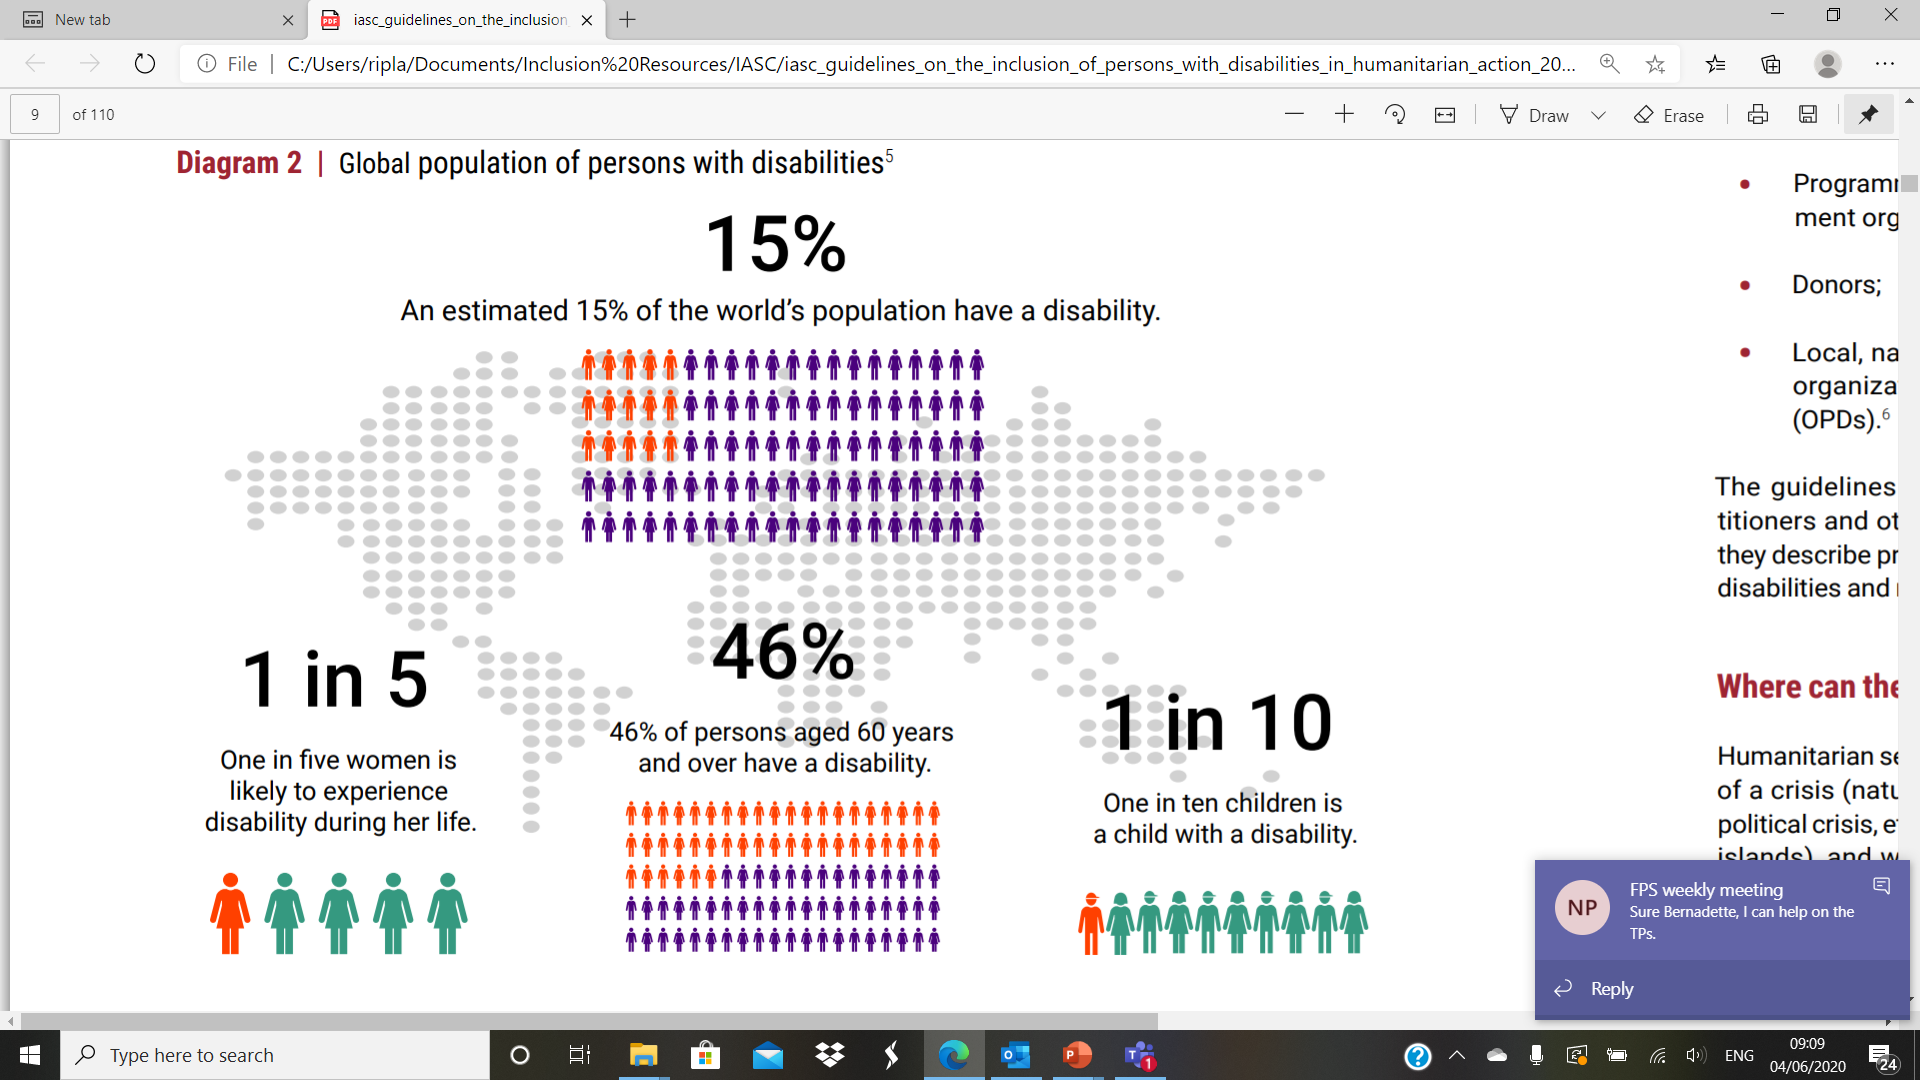 New tab
iasc_guidelines_on_the_inclusion
File
C:/Users/ripla/Documents/Inclusion%20Resources/IASC/iasc_guidelines_on_the_inclusion_of_persons_with_disabilities_in_humanitarian_action_20...
9 of 110
Draw
Erase
Diagram 2 | Global population of persons with disabilities5
15%
An estimated 15% of the world's population have a disability.
1 in 5
One in five women is
likely to experience
disability during her life.
46%
46% of persons aged 60 years
and over have a disability.
1 in 10
One in ten children is
a child with a disability.
• 
ment org
• Donors;
• Local, na
organiza
(OPDs).6
The guidelines
titioners and ot
they describe pr
disabilities and
Where can the
Humanitarian se
of a crisis (natu
political crisis, e
islands), and w
NP
FPS weekly meeting
Sure Bernadette, I can help on the
TPs.
Reply
Type here to search
1
ENG
09:09
04/06/2020
24